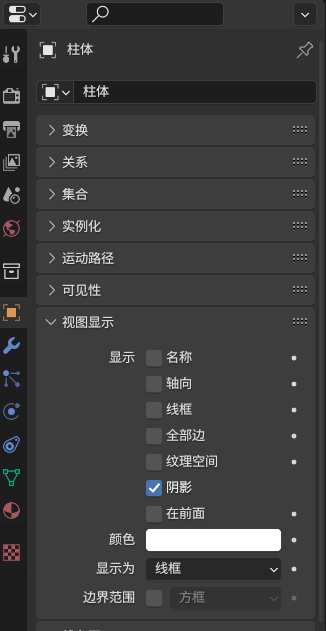 柱体
柱体
变换
关系
集合
实例化
运动路径
可见性
视图显示
显示 名称
轴向
线框
全部边
纹理空间
阴影
在前面
颜色
显示为 线框
边界范围 方框